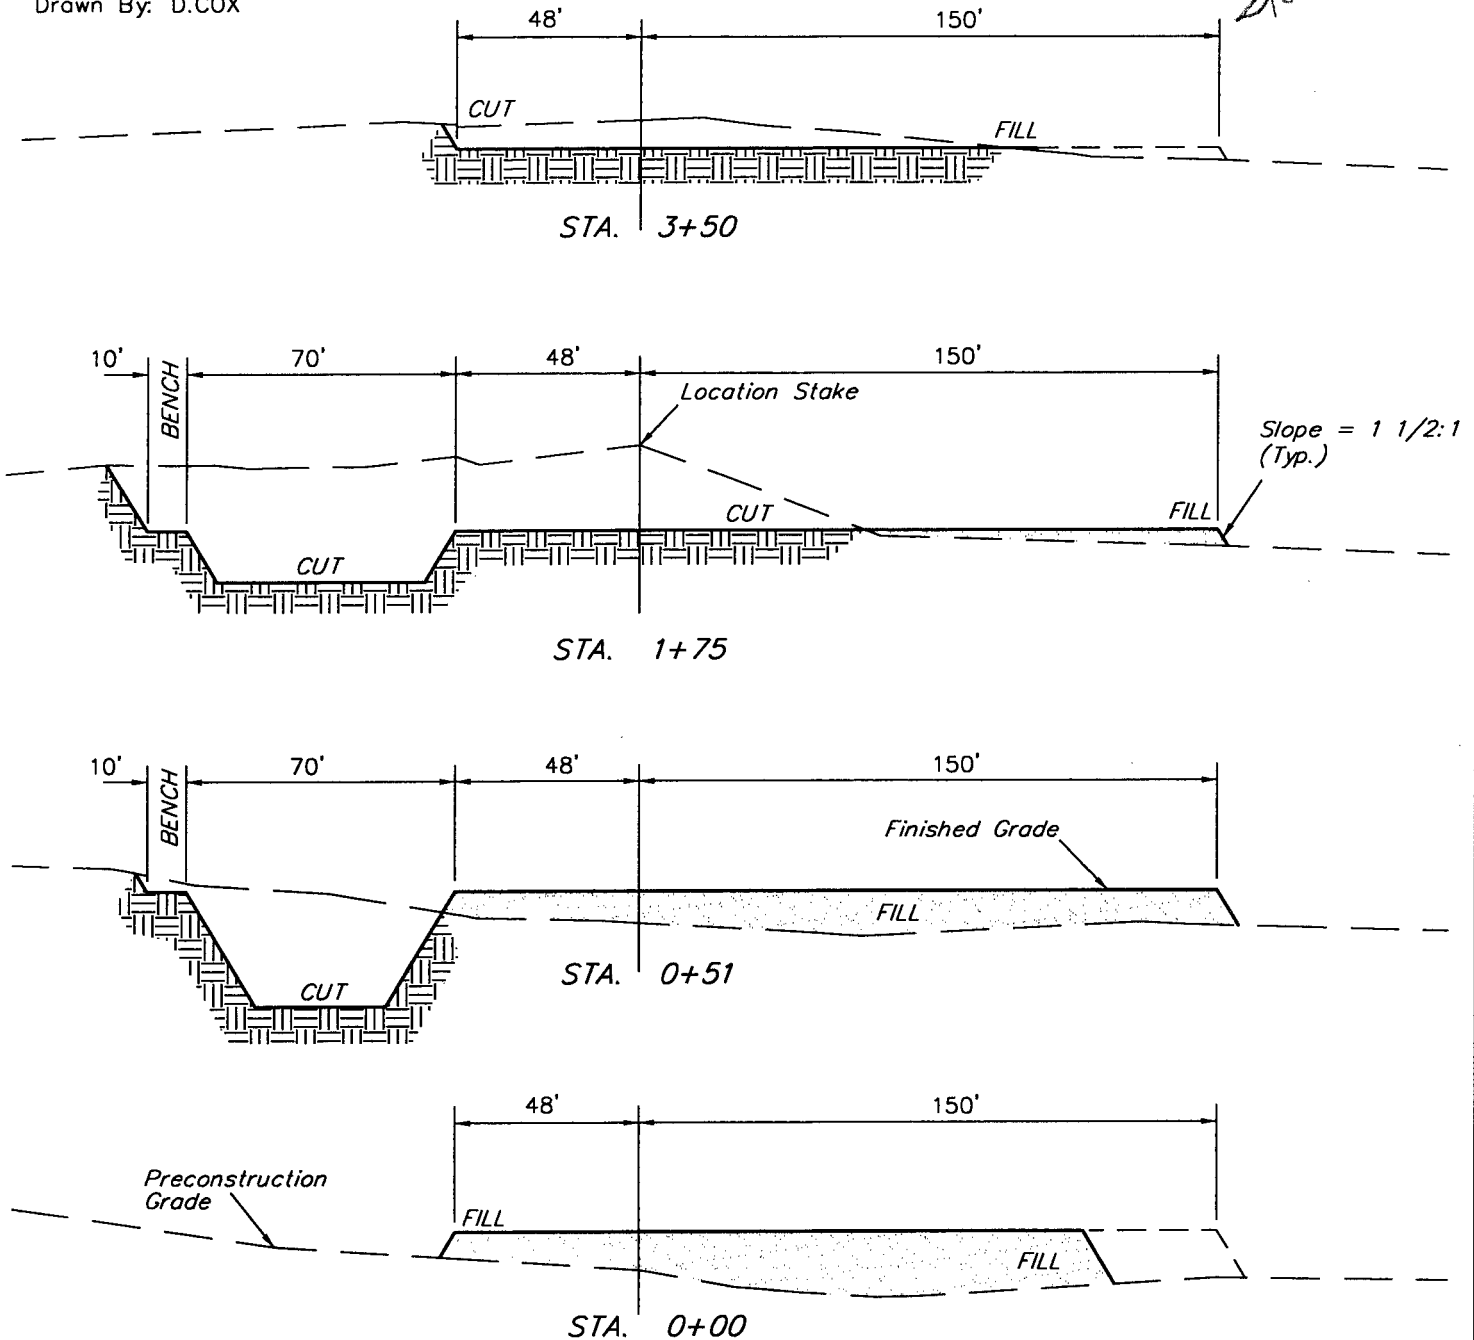 Drawn By: D.COX
48' 150'
CUT
FILL
STA. 3+50
10' 70' 48' 150'
BENCH
Location Stake
Slope = 1 1/2:1
(Typ.)
CUT
FILL
CUT
STA. 1+75
10' 70' 48' 150'
BENCH
Finished Grade
FILL
CUT
STA. 0+51
48' 150'
Preconstruction
Grade
FILL
FILL
STA. 0+00